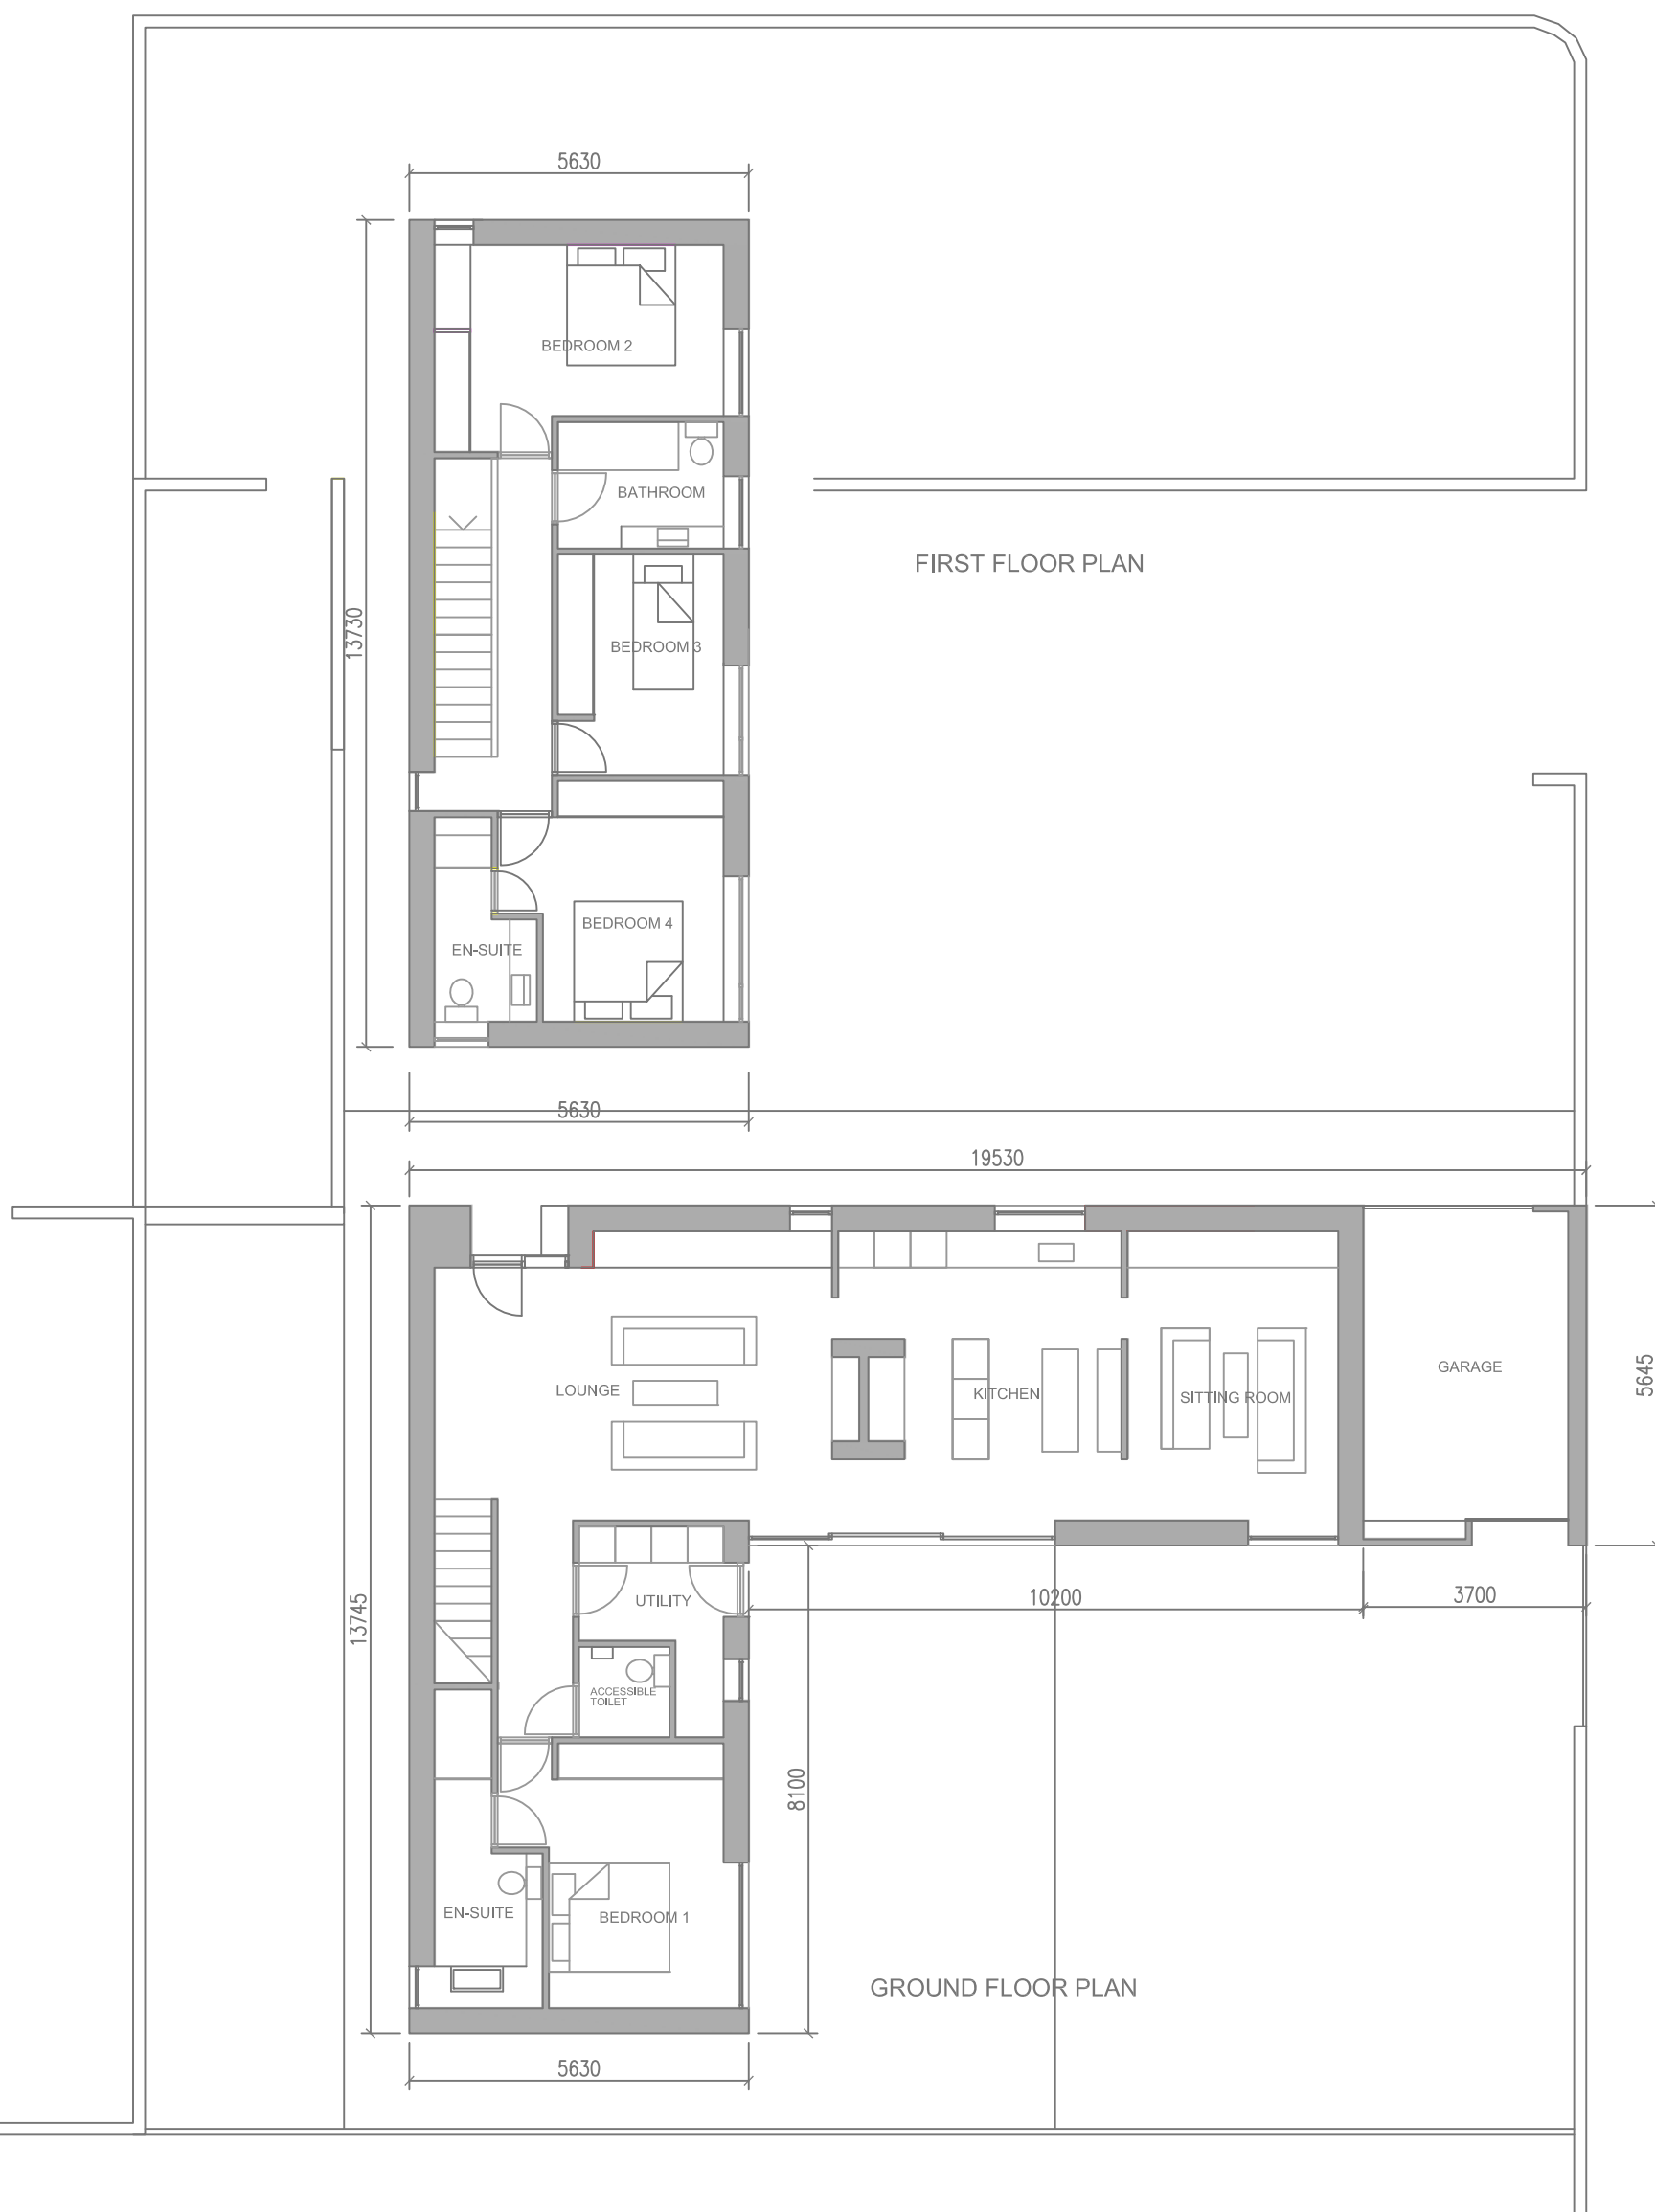 5630
BEDROOM 2
BATHROOM
FIRST FLOOR PLAN
13730
BEDROOM 3
BEDROOM 4
EN-SUITE
5630
19530
GARAGE
5645
LOUNGE
KITCHEN
SITTING ROOM
10200
3700
UTILITY
13745
ACCESSIBLE
TOILET
8100
EN-SUITE
BEDROOM 1
GROUND FLOOR PLAN
5630